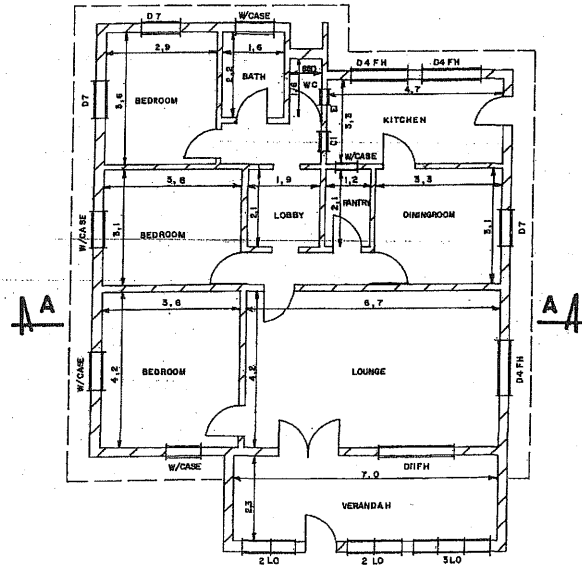 D7
W/CASE
D4 FH
D4 FH
2,9
1,6
4,7
BATH
2,2
WC
3,6
BEDROOM
D7
KITCHEN
3,3
C1
W/CASE
3,6
1,9
1,2
3,3
2,1
LOBBY
2,1
PANTRY
DININGROOM
3,1
D7
W/CASE
3,1
BEDROOM
A
A
3,6
6,7
W/CASE
4,2
BEDROOM
4,2
LOUNGE
D4 FH
W/CASE
D11FH
7,0
2,3
VERANDAH
2 LO
2 LO
3 LO